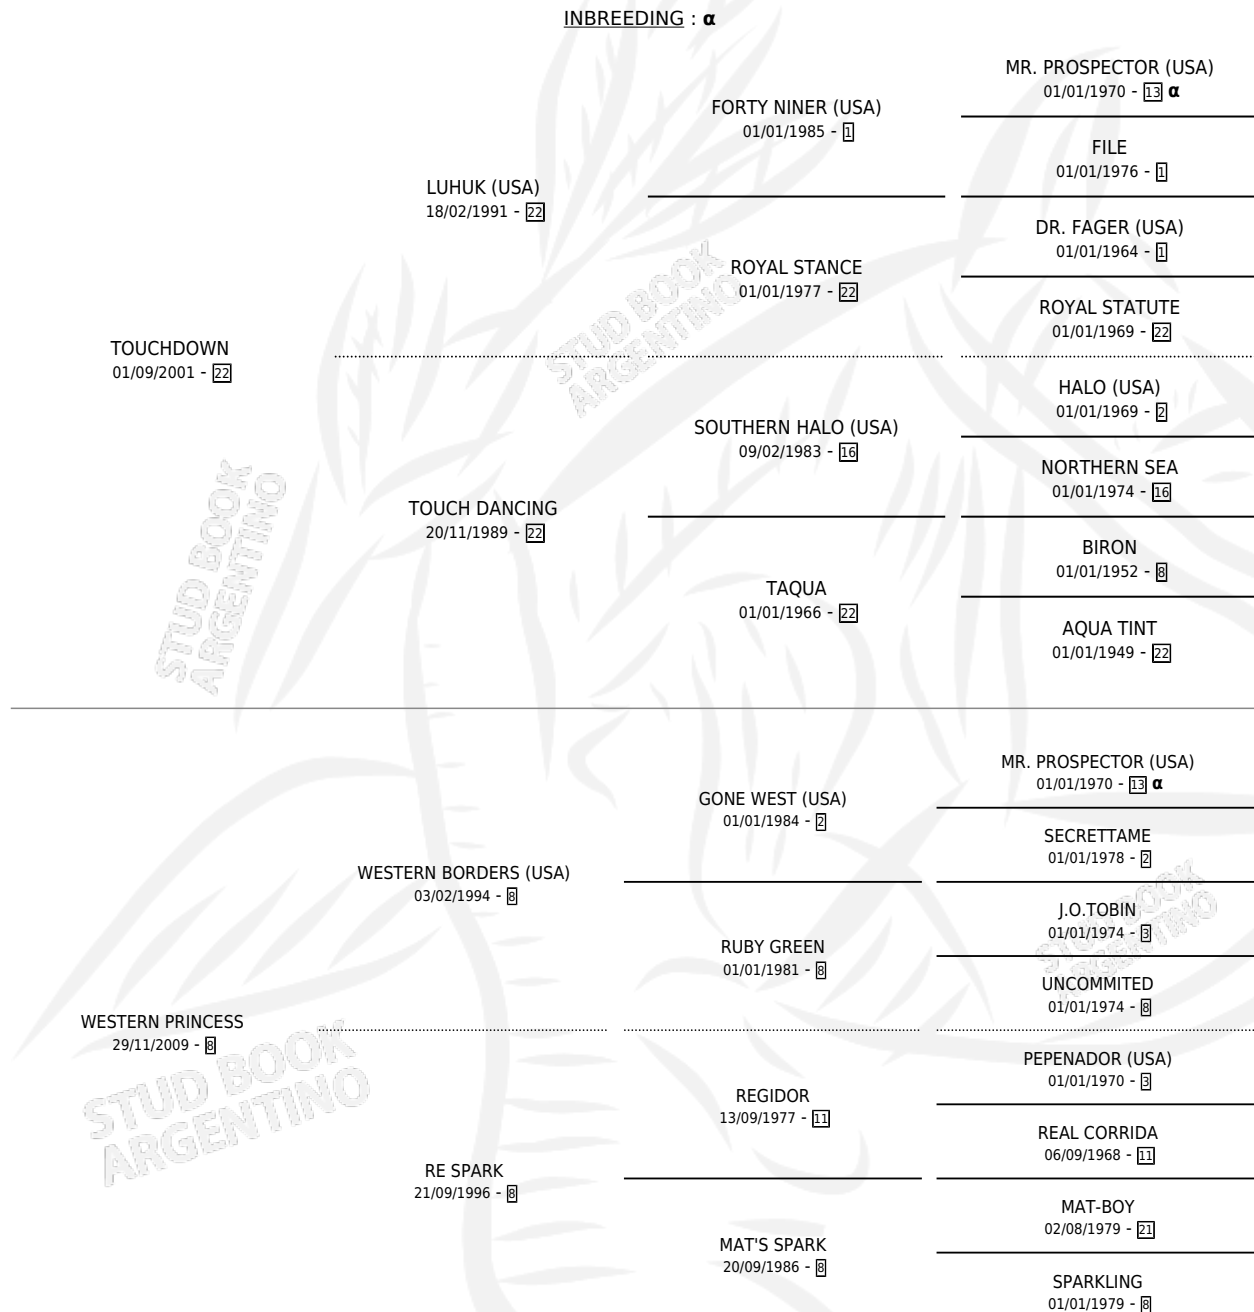 INBREEDING : α
MR. PROSPECTOR (USA)
01/01/1970 - 13 α
FORTY NINER (USA)
01/01/1985 - 1
FILE
01/01/1976 - 1
LUHUK (USA)
18/02/1991 - 22
DR. FAGER (USA)
01/01/1964 - 1
ROYAL STANCE
01/01/1977 - 22
ROYAL STATUTE
01/01/1969 - 22
TOUCHDOWN
01/09/2001 - 22
HALO (USA)
01/01/1969 - 2
SOUTHERN HALO (USA)
09/02/1983 - 16
NORTHERN SEA
01/01/1974 - 16
TOUCH DANCING
20/11/1989 - 22
BIRON
01/01/1952 - 8
TAQUA
01/01/1966 - 22
AQUA TINT
01/01/1949 - 22
MR. PROSPECTOR (USA)
01/01/1970 - 13 α
GONE WEST (USA)
01/01/1984 - 2
SECRETTAME
01/01/1978 - 2
WESTERN BORDERS (USA)
03/02/1994 - 8
J.O.TOBIN
01/01/1974 - 3
RUBY GREEN
01/01/1981 - 8
UNCOMMITED
01/01/1974 - 8
WESTERN PRINCESS
29/11/2009 - 8
PEPENADOR (USA)
01/01/1970 - 3
REGIDOR
13/09/1977 - 11
REAL CORRIDA
06/09/1968 - 11
RE SPARK
21/09/1996 - 8
MAT-BOY
02/08/1979 - 21
MAT'S SPARK
20/09/1986 - 8
SPARKLING
01/01/1979 - 8
STUD BOOK
ARGENTINO
STUD BOOK
ARGENTINO
STUD BOOK
ARGENTINO
STUD BOOK
ARGENTINO